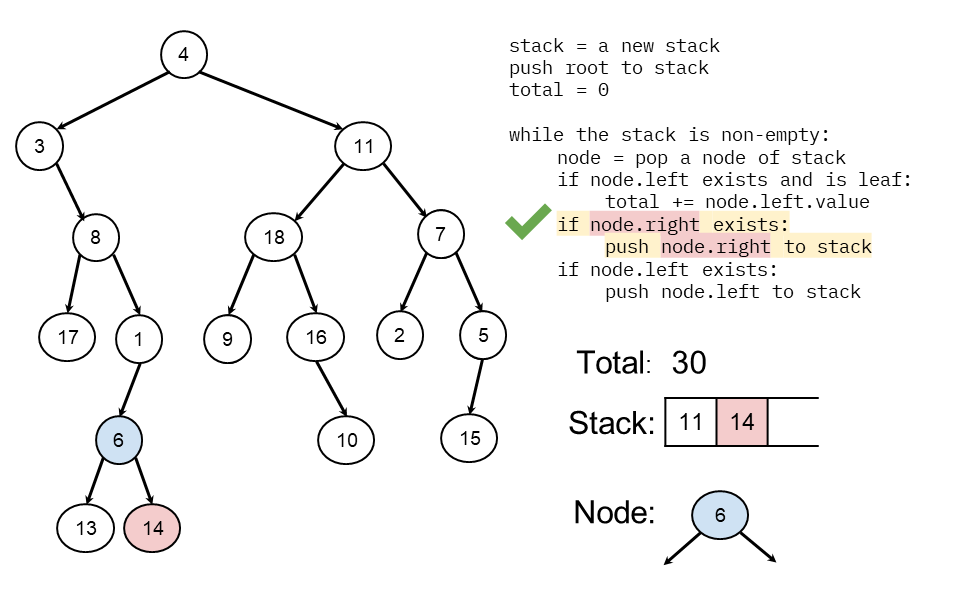 4
3
11
8
18
7
17
1
9
16
2
5
6
10
15
13
14
stack = a new stack
push root to stack
total = 0
while the stack is non-empty:
node = pop a node of stack
if node.left exists and is leaf:
total += node.left.value
if node.right exists:
push node.right to stack
if node.left exists:
push node.left to stack
Total: 30
Stack: 11 14
Node: 6